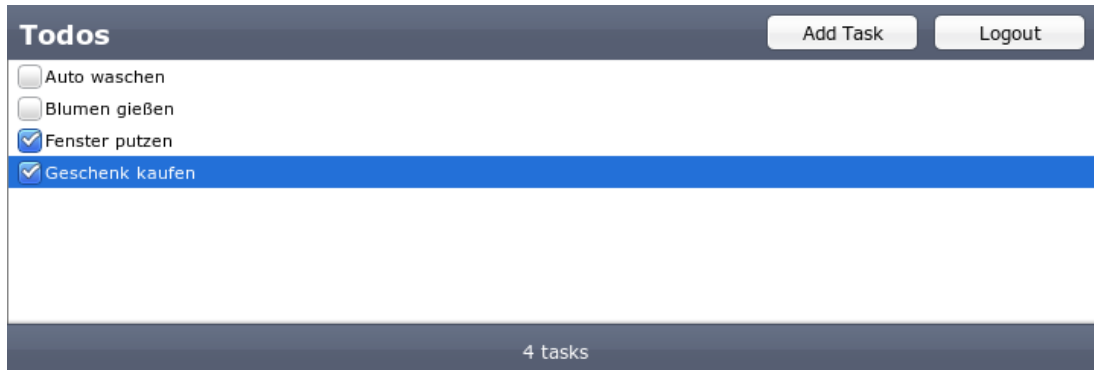 Todos Add Task Logout
Auto waschen
Blumen gießen
Fenster putzen
Geschenk kaufen
4 tasks